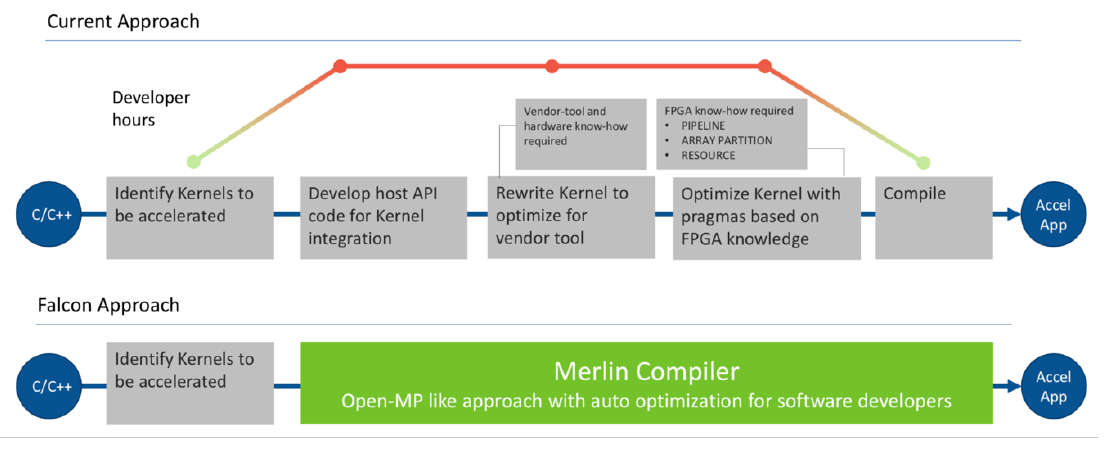 Current Approach
Developer
hours
Vendor-tool and
hardware know-how
required
FPGA know-how required
• PIPELINE
• ARRAY PARTITION
• RESOURCE
C/C++
Identify Kernels to
be accelerated
Develop host API
code for Kernel
integration
Rewrite Kernel to
optimize for
vendor tool
Optimize Kernel with
pragmas based on
FPGA knowledge
Compile
Accel
App
Falcon Approach
C/C++
Identify Kernels to
be accelerated
Merlin Compiler
Open-MP like approach with auto optimization for software developers
Accel
App